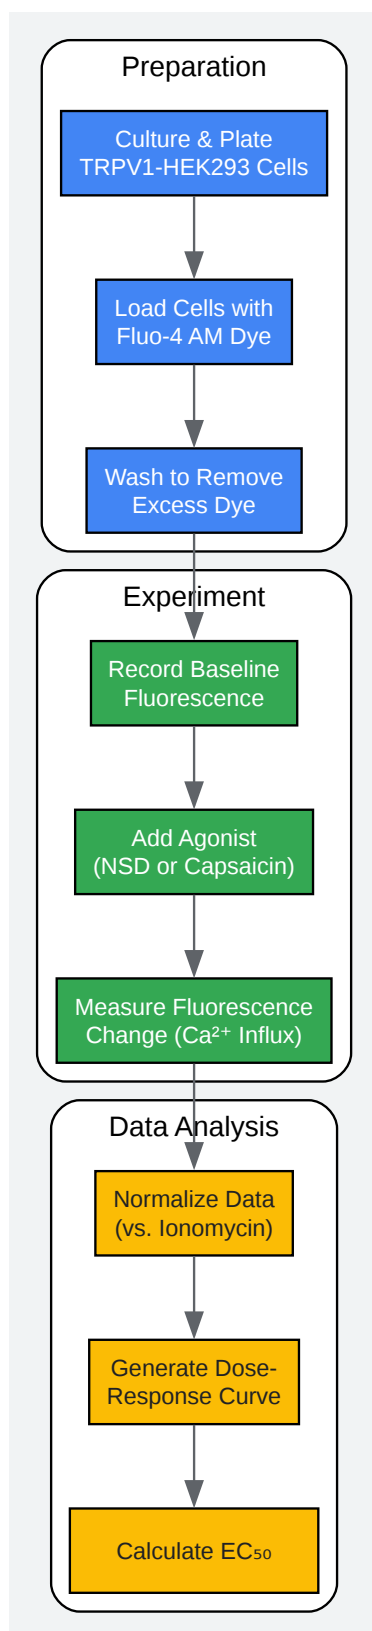 Preparation
Culture & Plate
TRPV1-HEK293 Cells
Load Cells with
Fluo-4 AM Dye
Wash to Remove
Excess Dye
Experiment
Record Baseline
Fluorescence
Add Agonist
(NSD or Capsaicin)
Measure Fluorescence
Change (Ca²⁺ Influx)
Data Analysis
Normalize Data
(vs. Ionomycin)
Generate Dose-
Response Curve
Calculate EC₅₀